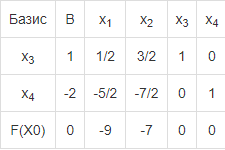 Базис B x1 x2 x3 x4
x3 1 1/2 3/2 1 0
x4 -2 -5/2 -7/2 0 1
F(X0) 0 -9 -7 0 0